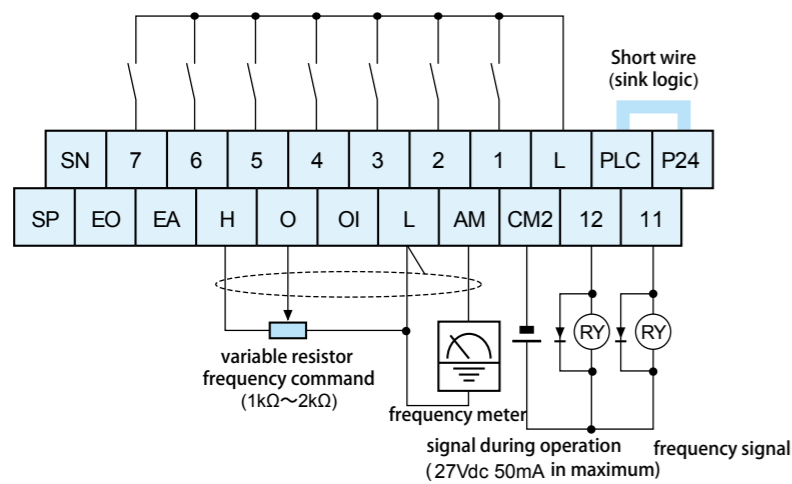 Short wire
(sink logic)
SN 7 6 5 4 3 2 1 L PLC P24
SP EO EA H O OI L AM CM2 12 11
RY RY
variable resistor
frequency command
(1kΩ～2kΩ)
frequency meter
signal during operation
(27Vdc 50mA in maximum)
frequency signal